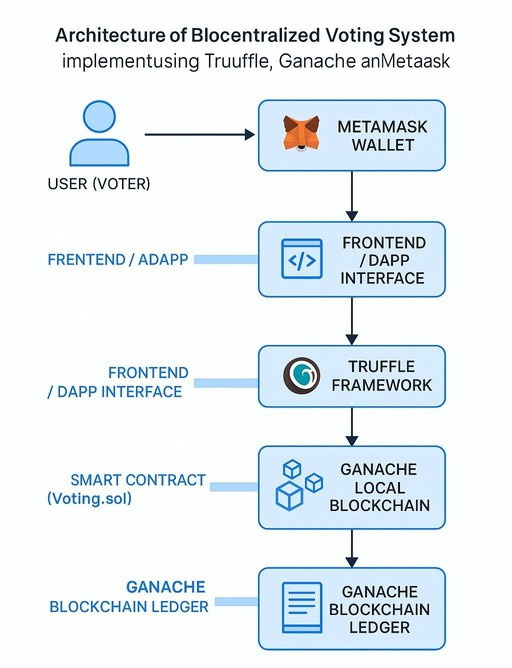 Architecture of Blocentralized Voting System
implementusing Truuffle, Ganache anMetaask
METAMASK
WALLET
USER (VOTER)
FRENTEND / ADAPP
</>
FRONTEND
/ DAPP
INTERFACE
FRONTEND
/ DAPP INTERFACE
TRUFFLE
FRAMEWORK
SMART CONTRACT
(Voting.sol)
GANACHE
LOCAL
BLOCKCHAIN
GANACHE
BLOCKCHAIN LEDGER
GANACHE
BLOCKCHAIN
LEDGER